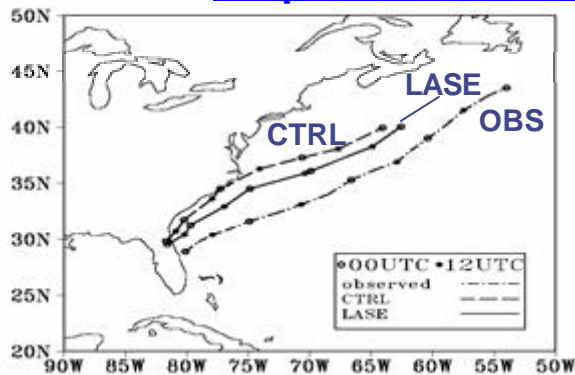 50N
45N
40N
35N
30N
25N
20N
LASE
CTRL
OBS
00UTC 12UTC
observed
CTRL
LASE
90W 85W 80W 75W 70W 65W 60W 55W 50W